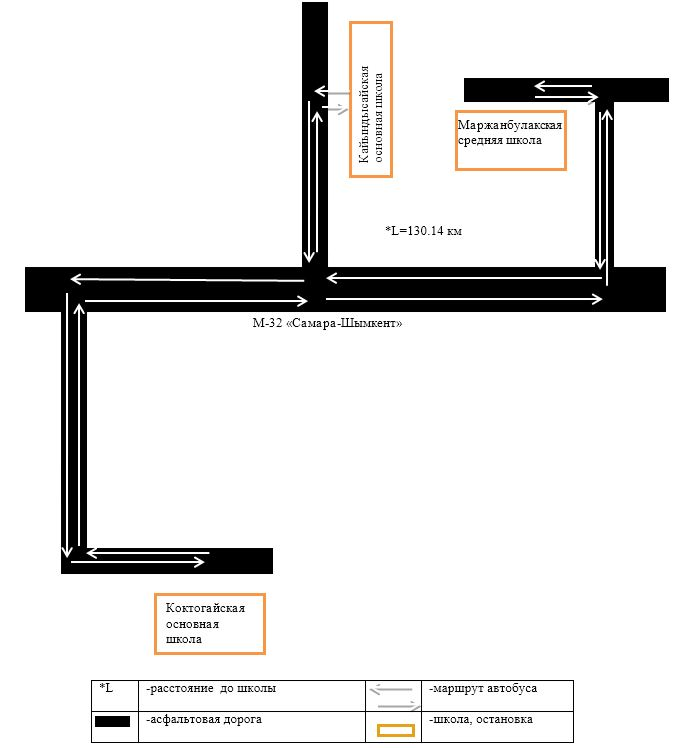 Кайындысайская
основная школа
Маржанбулакская
средняя школа
*L=130.14 км
М-32 «Самара-Шымкент»
Коктогайская
основная
школа
*L -расстояние до школы -маршрут автобуса
-асфальтовая дорога -школа, остановка